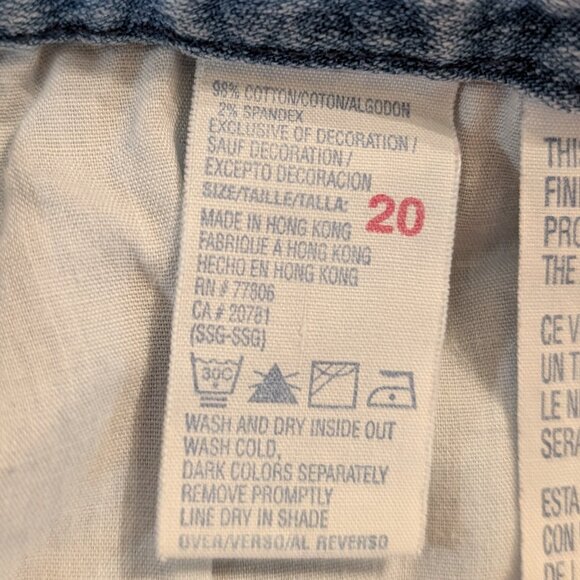 98% COTTON/COTON/ALGODON
2% SPANDEX
EXCLUSIVE OF DECORATION/
SAUF DECORATION/
EXCEPTO DECORACION
SIZE/TAILLE/TALLA: 20
MADE IN HONG KONG
FABRIQUE A HONG KONG
HECHO EN HONG KONG
RN # 77806
CA # 20781
(SSG-SSG)
30C
WASH AND DRY INSIDE OUT
WASH COLD,
DARK COLORS SEPARATELY
REMOVE PROMPTLY
LINE DRY IN SHADE
OVER/VERSO/AL REVERSO
FIN
PRO
THE
CE V
UN T
LE N
SERA
ESTA
CON
DE L